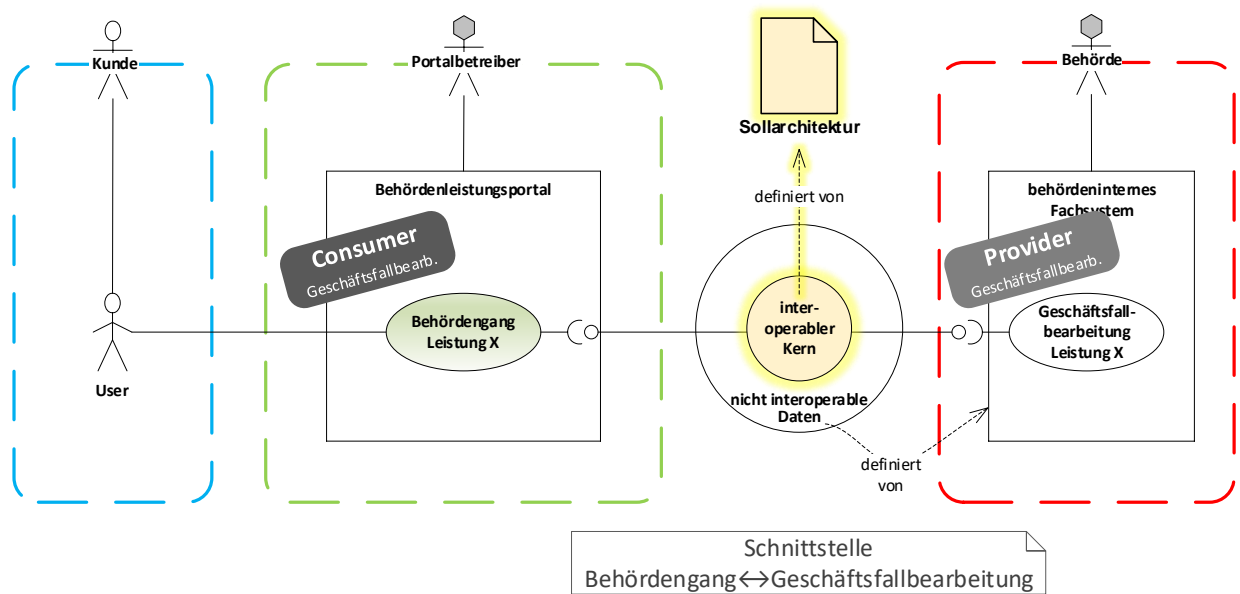 Kunde
Portalbetreiber
Behörde
Sollarchitektur
definiert von
Behördenleistungsportal
behördeninternes
Fachsystem
Consumer
Geschäftsfallbearb.
Provider
Geschäftsfallbearb.
Behördengang
Leistung X
inter-
operabler
Kern
Geschäftsfall-
bearbeitung
Leistung X
User
nicht interoperable
Daten
definiert
von
Schnittstelle
Behördengang↔Geschäftsfallbearbeitung